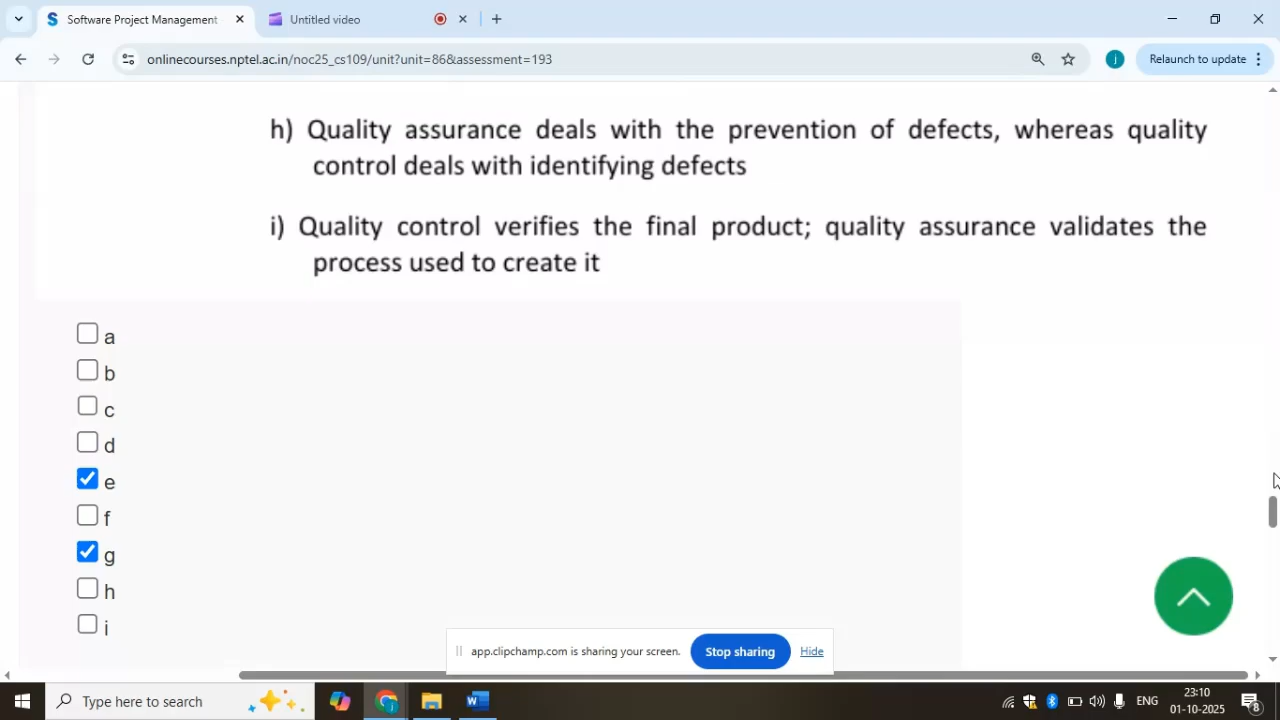 Software Project Management
Untitled video
onlinecourses.nptel.ac.in/noc25_cs109/unit?unit=86&assessment=193
j
Relaunch to update
h) Quality assurance deals with the prevention of defects, whereas quality
control deals with identifying defects
i) Quality control verifies the final product; quality assurance validates the
process used to create it
a
b
c
d
e
f
g
h
i
app.clipchamp.com is sharing your screen.
Stop sharing
Hide
Type here to search
ENG
23:10
01-10-2025
8